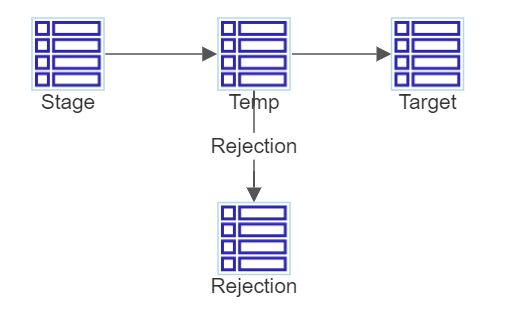 Stage
Temp
Target
Rejection
Rejection